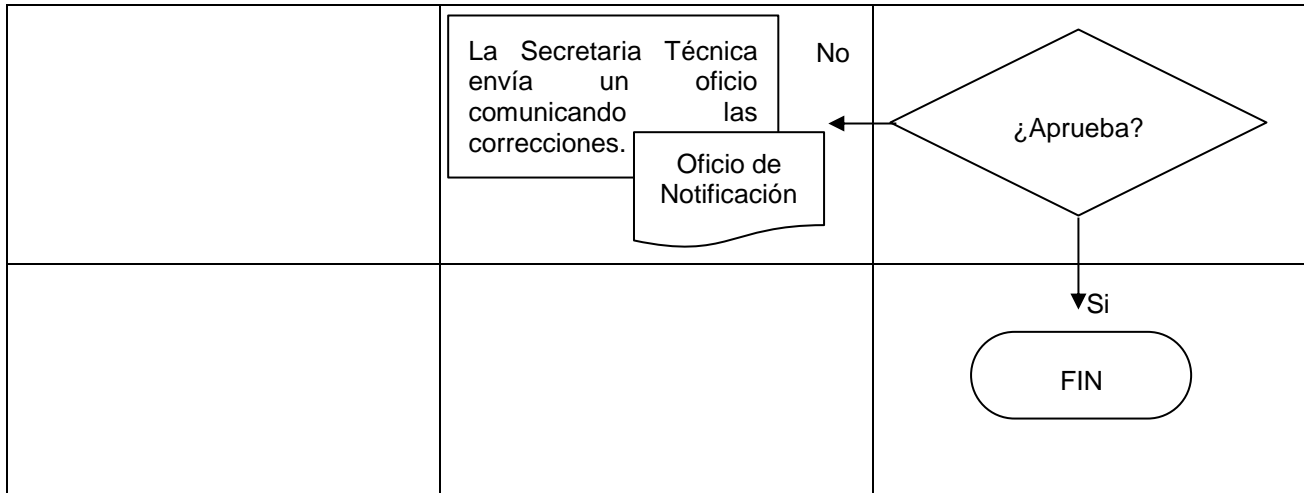 La Secretaria Técnica
envía un oficio
comunicando las
correcciones.
Oficio de
Notificación
No
¿Aprueba?
Si
FIN